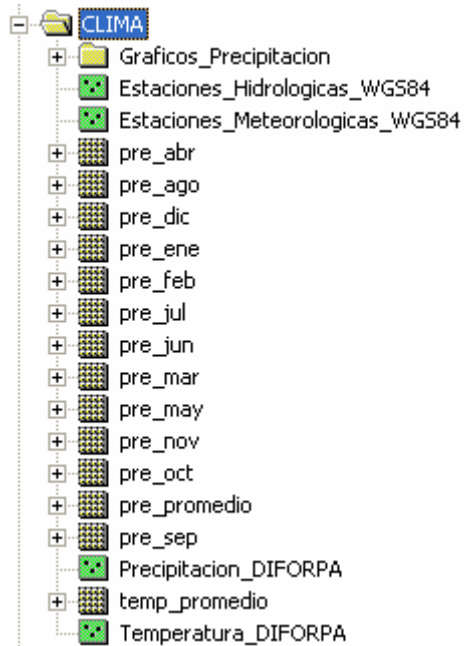 CLIMA
Graficos_Precipitacion
Estaciones_Hidrologicas_WGS84
Estaciones_Meteorologicas_WGS84
pre_abr
pre_ago
pre_dic
pre_ene
pre_feb
pre_jul
pre_jun
pre_mar
pre_may
pre_nov
pre_oct
pre_promedio
pre_sep
Precipitacion_DIFORPA
temp_promedio
Temperatura_DIFORPA